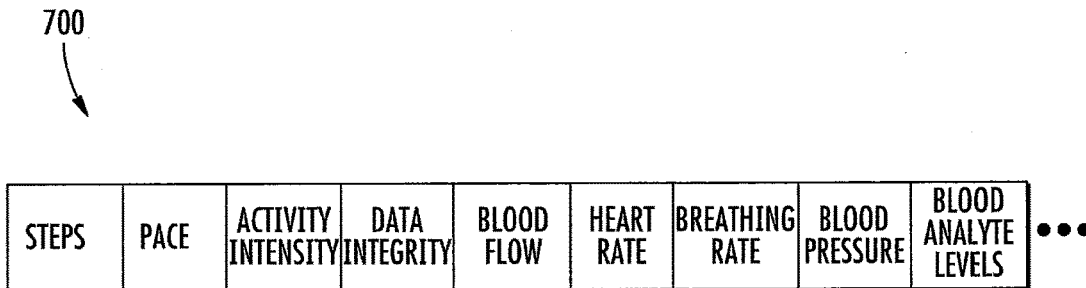 700
STEPS
PACE
ACTIVITY
INTENSITY
DATA
INTEGRITY
BLOOD
FLOW
HEART
RATE
BREATHING
RATE
BLOOD
PRESSURE
BLOOD
ANALYTE
LEVELS
•••